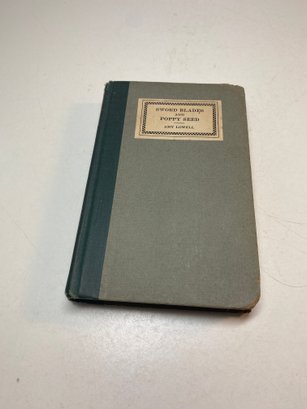 SWORD BLADES
AND
POPPY SEED
AMY LOWELL